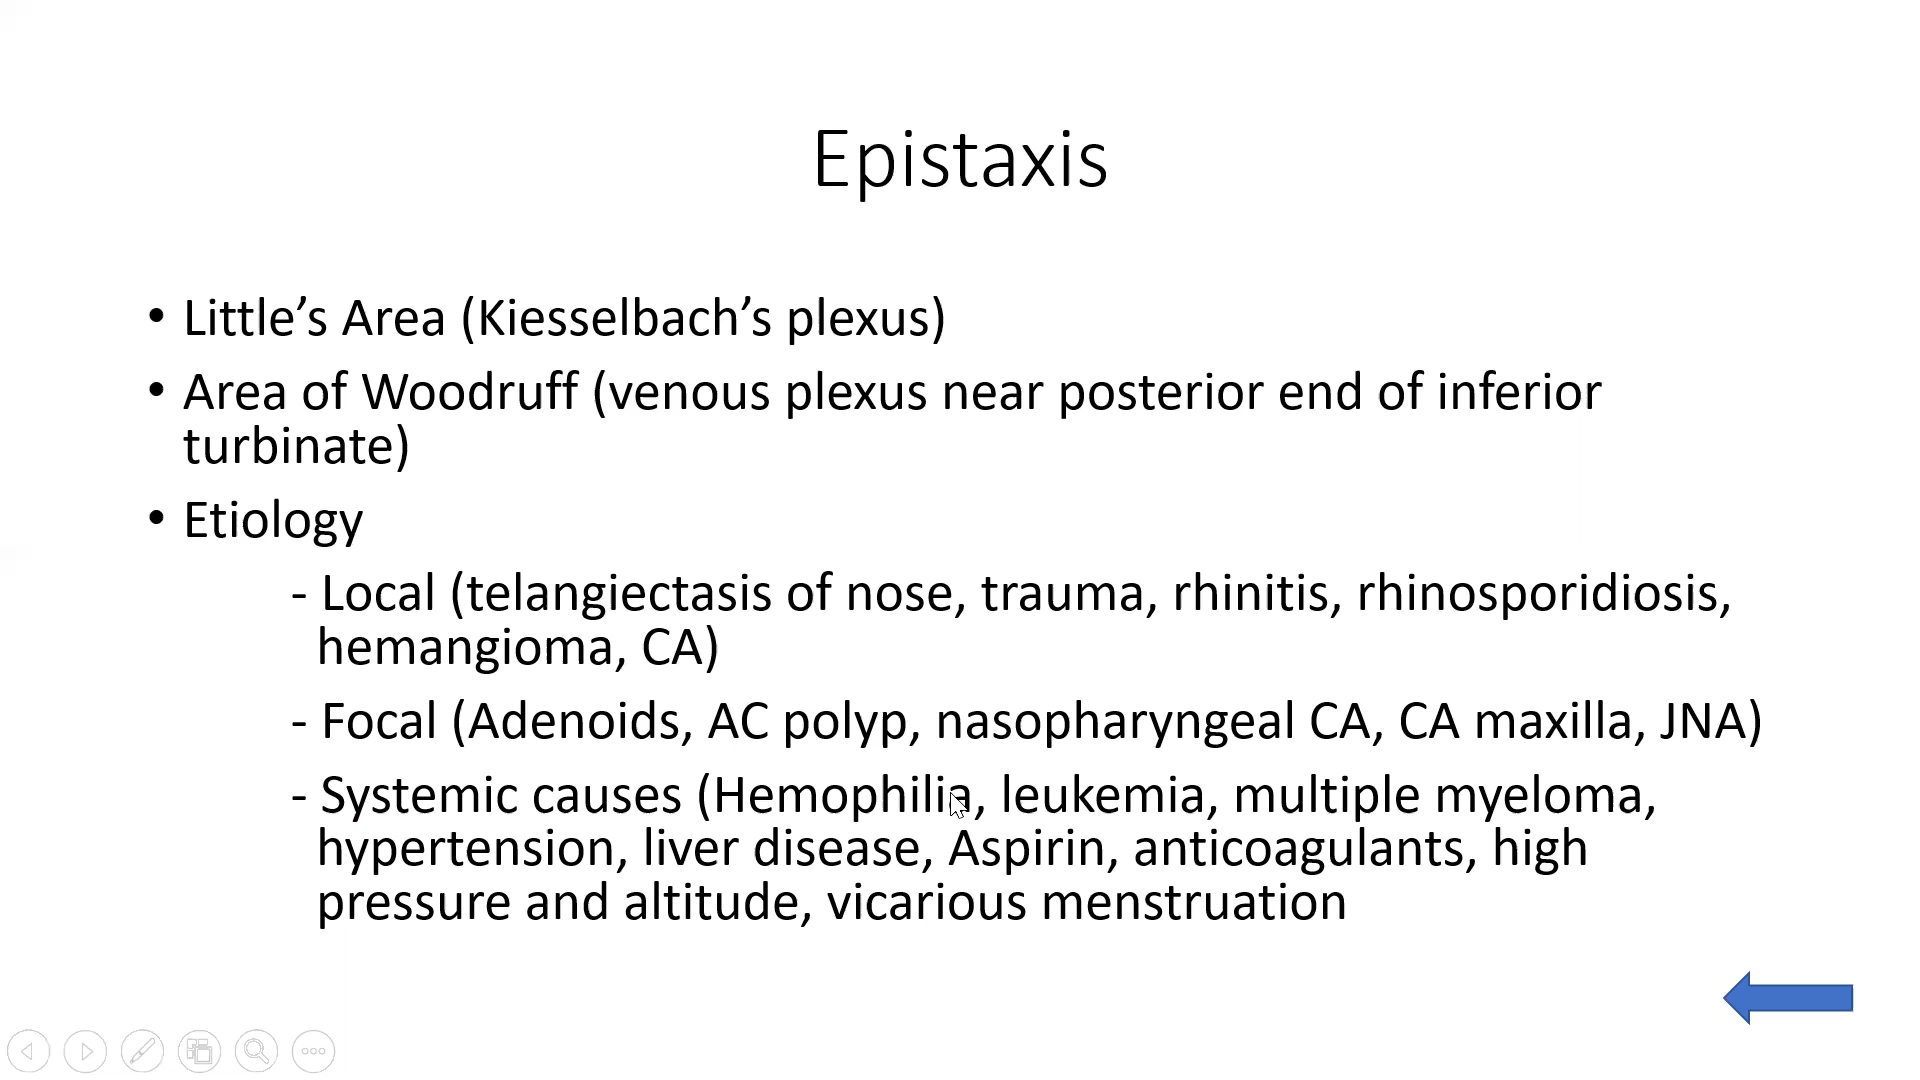 Epistaxis
• Little’s Area (Kiesselbach’s plexus)
• Area of Woodruff (venous plexus near posterior end of inferior
turbinate)
• Etiology
- Local (telangiectasis of nose, trauma, rhinitis, rhinosporidiosis,
hemangioma, CA)
- Focal (Adenoids, AC polyp, nasopharyngeal CA, CA maxilla, JNA)
- Systemic causes (Hemophilia, leukemia, multiple myeloma,
hypertension, liver disease, Aspirin, anticoagulants, high
pressure and altitude, vicarious menstruation